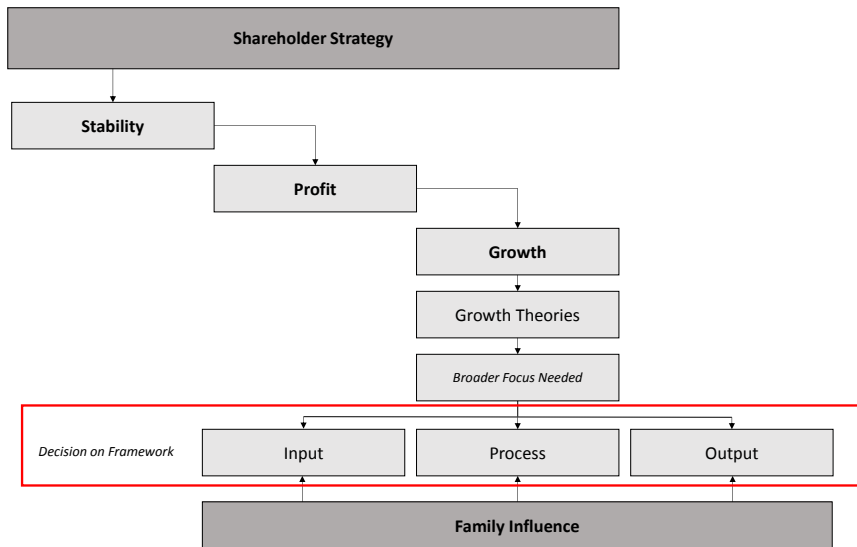 Shareholder Strategy
Stability
Profit
Growth
Growth Theories
Broader Focus Needed
Decision on Framework
Input
Process
Output
Family Influence